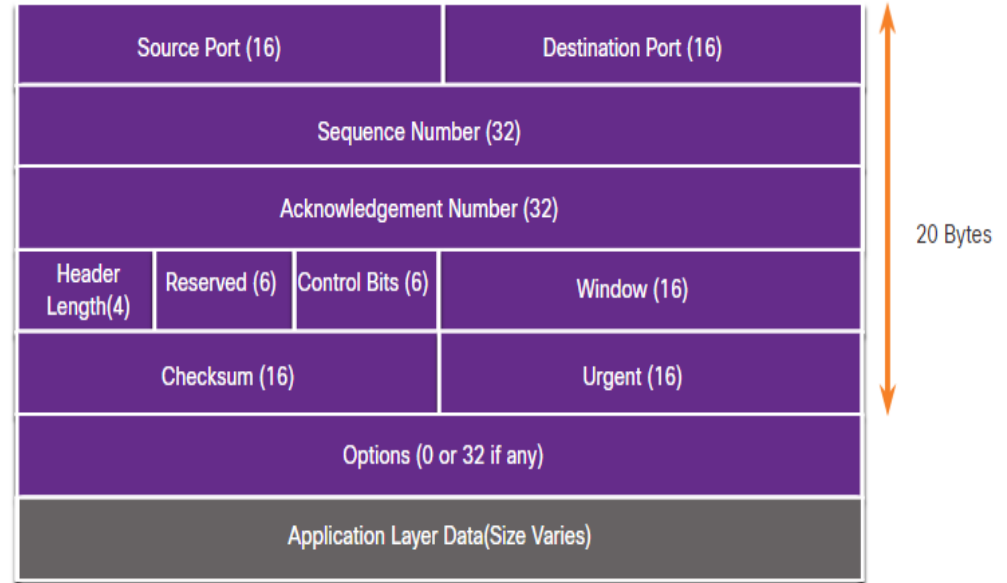 Source Port (16)
Destination Port (16)
Sequence Number (32)
Acknowledgement Number (32)
20 Bytes
Header
Length(4)
Reserved (6)
Control Bits (6)
Window (16)
Checksum (16)
Urgent (16)
Options (0 or 32 if any)
Application Layer Data(Size Varies)